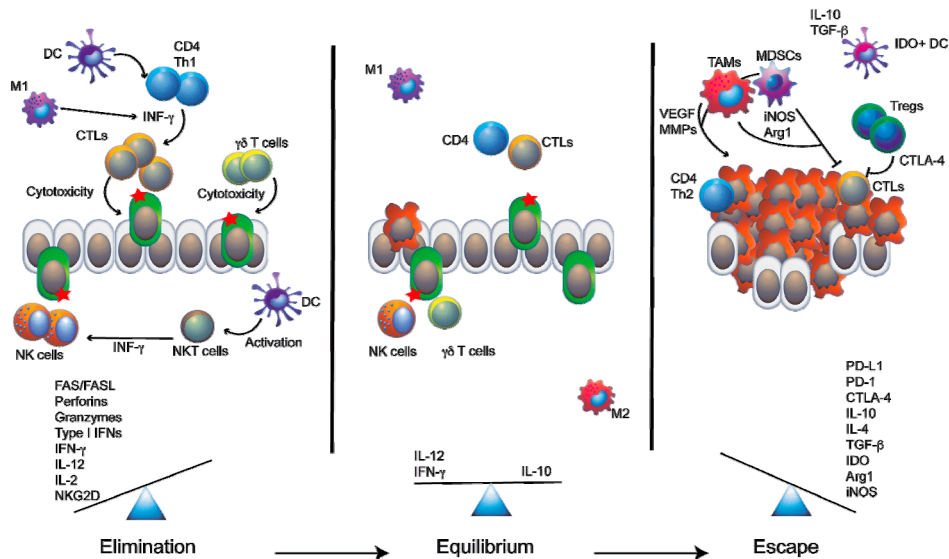 DC
CD4
Th1
M1
INF-γ
CTLs
γδ T cells
Cytotoxicity
Cytotoxicity
DC
NK cells
INF-γ
NKT cells
Activation
FAS/FASL
Perforins
Granzymes
Type I IFNs
IFN-γ
IL-12
IL-2
NKG2D
Elimination
M1
CD4
CTLs
NK cells
γδ T cells
M2
IL-12
IFN-γ
IL-10
Equilibrium
IL-10
TGF-β
IDO+ DC
TAMs
MDSCs
VEGF
MMPs
iNOS
Arg1
Tregs
CTLA-4
CD4
Th2
CTLs
PD-L1
PD-1
CTLA-4
IL-10
IL-4
TGF-β
IDO
Arg1
iNOS
Escape